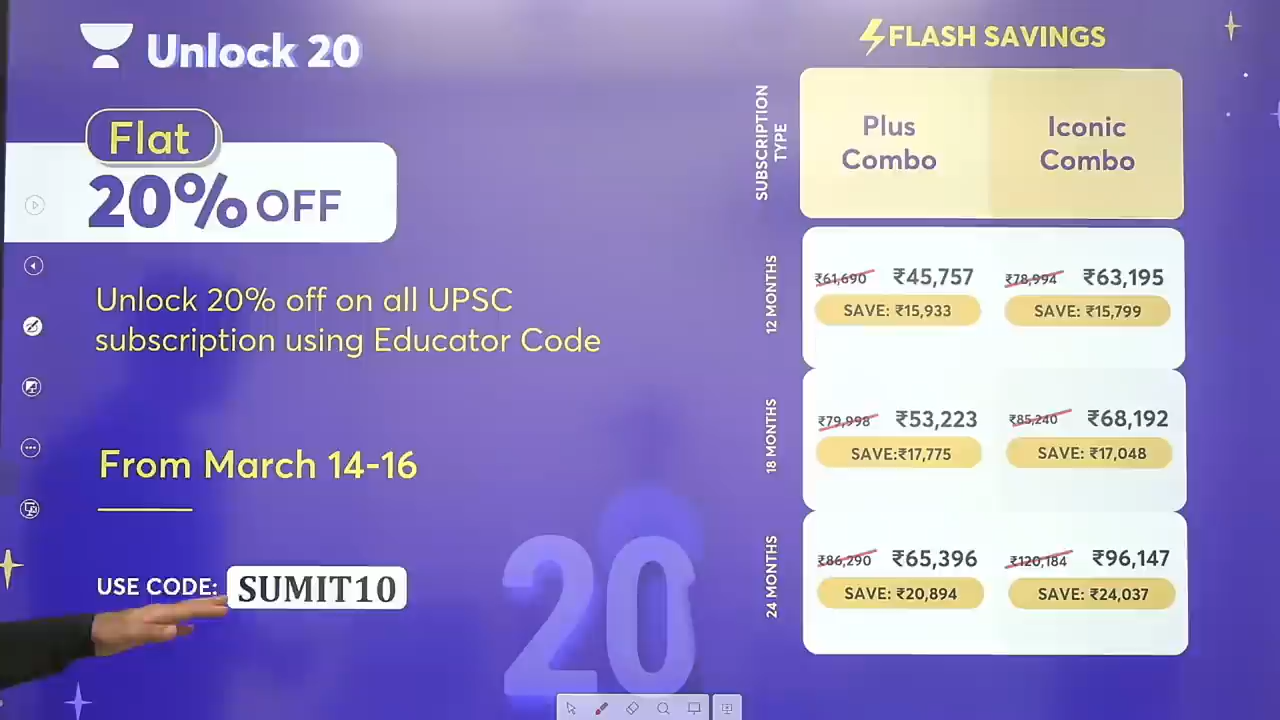 Unlock 20
Flat
20% OFF
Unlock 20% off on all UPSC
subscription using Educator Code
From March 14-16
USE CODE: SUMIT10
20
FLASH SAVINGS
SUBSCRIPTION
TYPE
Plus
Combo
Iconic
Combo
12 MONTHS
₹61,690 ₹45,757
SAVE: ₹15,933
₹78,994 ₹63,195
SAVE: ₹15,799
18 MONTHS
₹79,998 ₹53,223
SAVE:₹17,775
₹85,240 ₹68,192
SAVE: ₹17,048
24 MONTHS
₹86,290 ₹65,396
SAVE: ₹20,894
₹120,184 ₹96,147
SAVE: ₹24,037